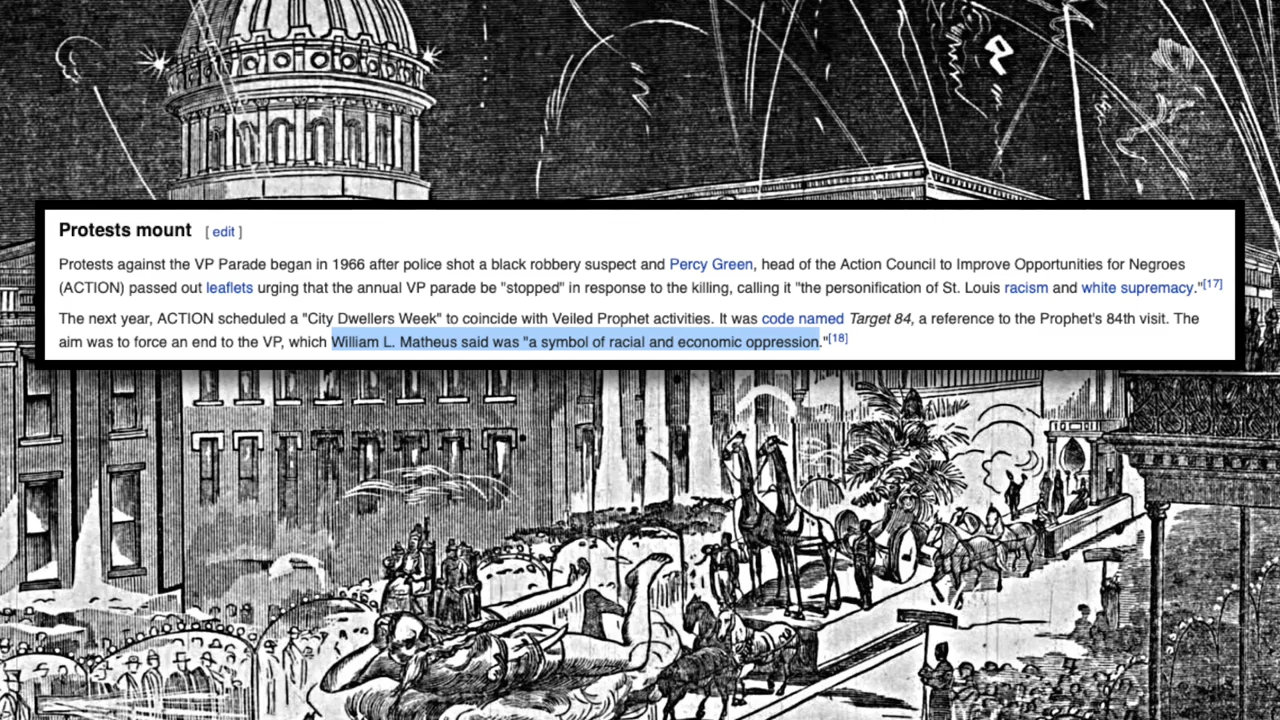 Protests mount [ edit ]
Protests against the VP Parade began in 1966 after police shot a black robbery suspect and Percy Green, head of the Action Council to Improve Opportunities for Negroes
(ACTION) passed out leaflets urging that the annual VP parade be "stopped" in response to the killing, calling it "the personification of St. Louis racism and white supremacy."[17]
The next year, ACTION scheduled a "City Dwellers Week" to coincide with Veiled Prophet activities. It was code named Target 84, a reference to the Prophet's 84th visit. The
aim was to force an end to the VP, which William L. Matheus said was "a symbol of racial and economic oppression."[18]